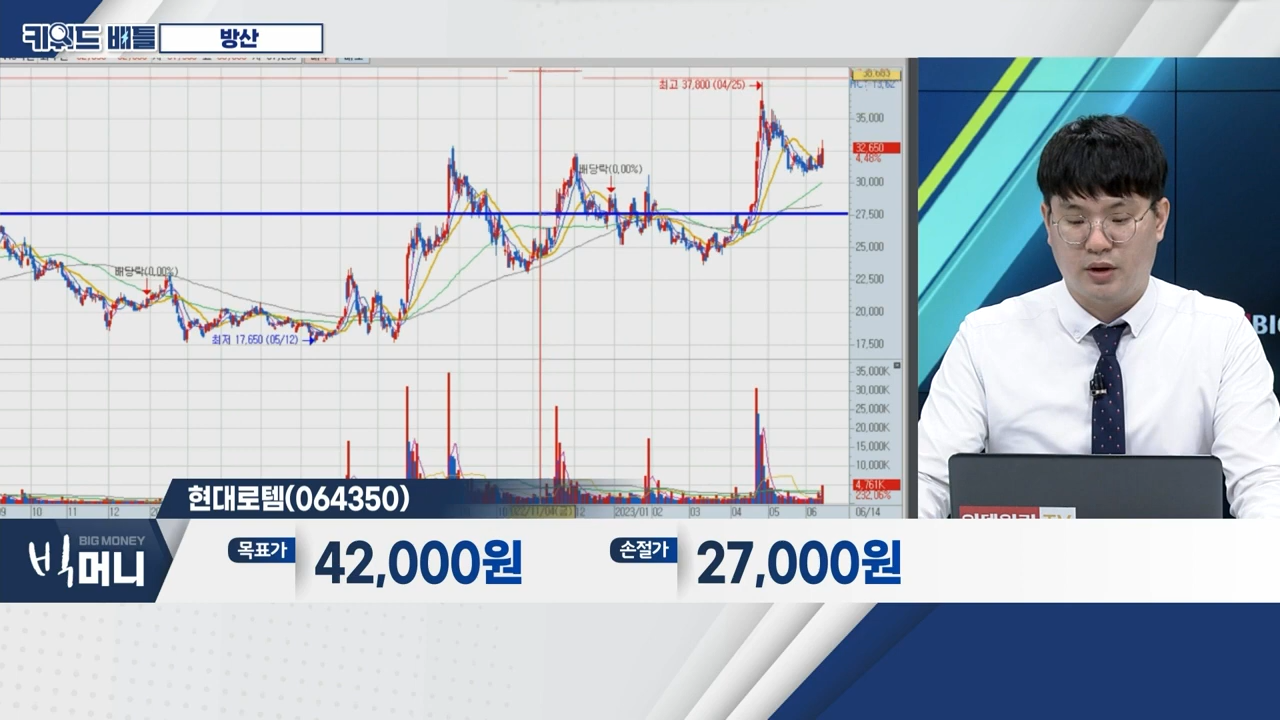 키워드 배틀
방산
최고 37,800 (04/25)
38,683
35,000
32,650
4.48%
배당락(0,00%)
30,000
27,500
25,000
배당락(0,00%)
22,500
20,000
최저 17,650 (05/12)
17,500
35,000K
30,000K
25,000K
20,000K
15,000K
10,000K
4,761K
232,06%
현대로템(064350)
10
11
12
12
2023/01
02
03
04
05
06
06/14
빅머니
BIG MONEY
목표가
42,000원
손절가
27,000원